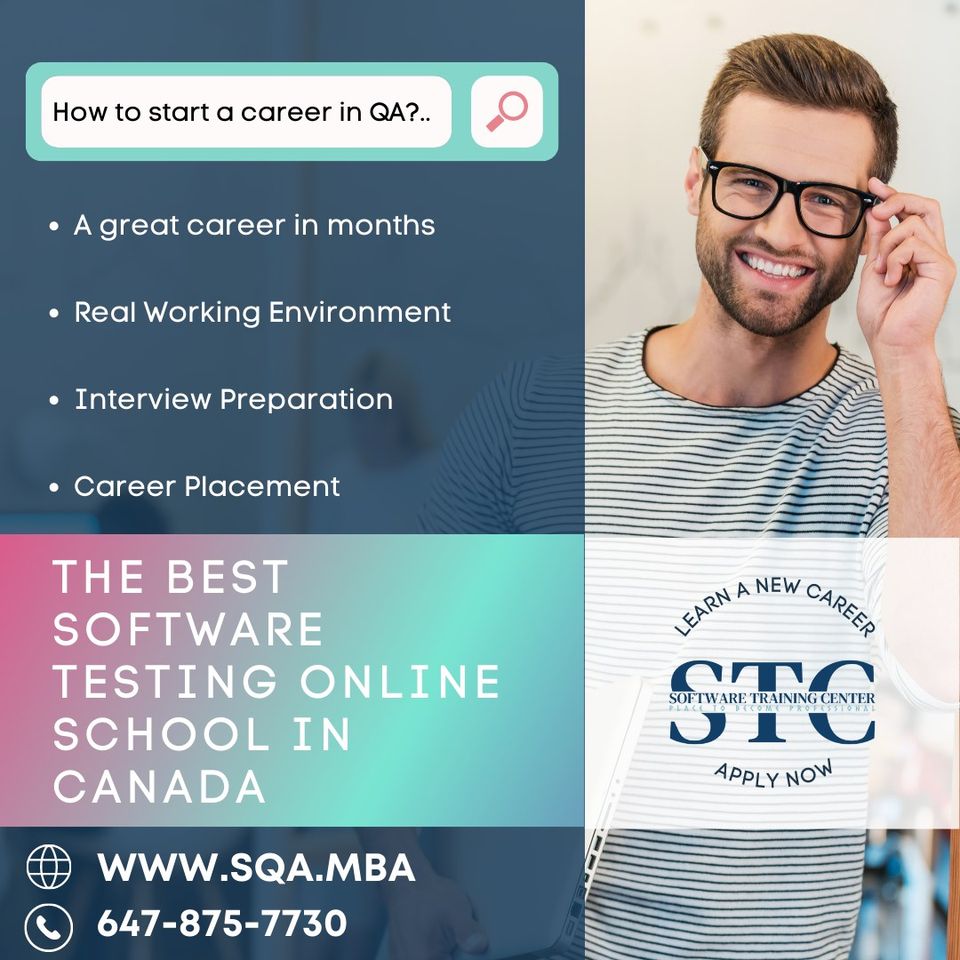 How to start a career in QA?..
• A great career in months
• Real Working Environment
• Interview Preparation
• Career Placement
THE BEST
SOFTWARE
TESTING ONLINE
SCHOOL IN
CANADA
LEARN A NEW CAREER
STC
SOFTWARE TRAINING CENTER
PLACE TO BECOME PROFESSIONAL
APPLY NOW
WWW.SQA.MBA
647-875-7730